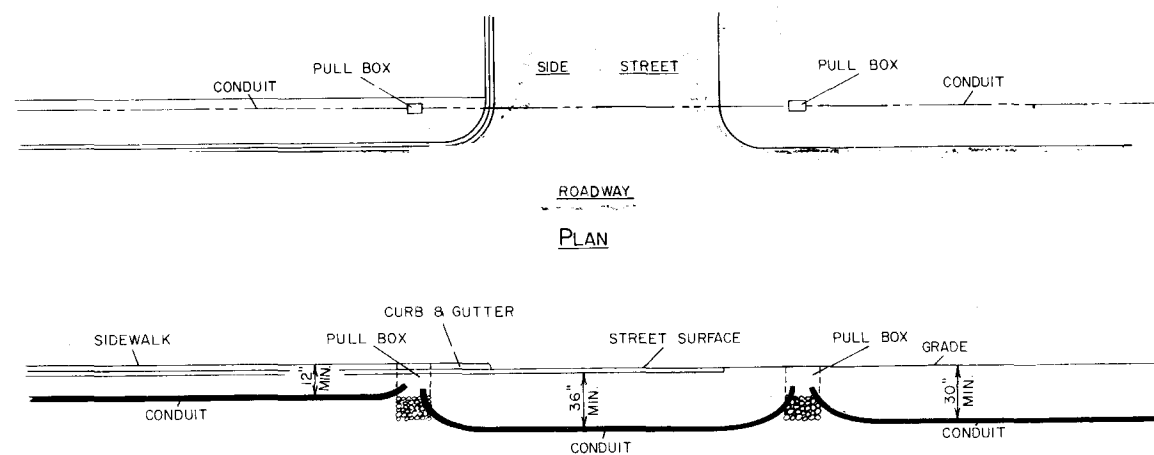 SIDE STREET
PULL BOX
PULL BOX
CONDUIT
CONDUIT
ROADWAY
PLAN
CURB & GUTTER
SIDEWALK
PULL BOX
STREET SURFACE
PULL BOX
GRADE
12" MIN.
36" MIN.
30" MIN.
CONDUIT
CONDUIT
CONDUIT